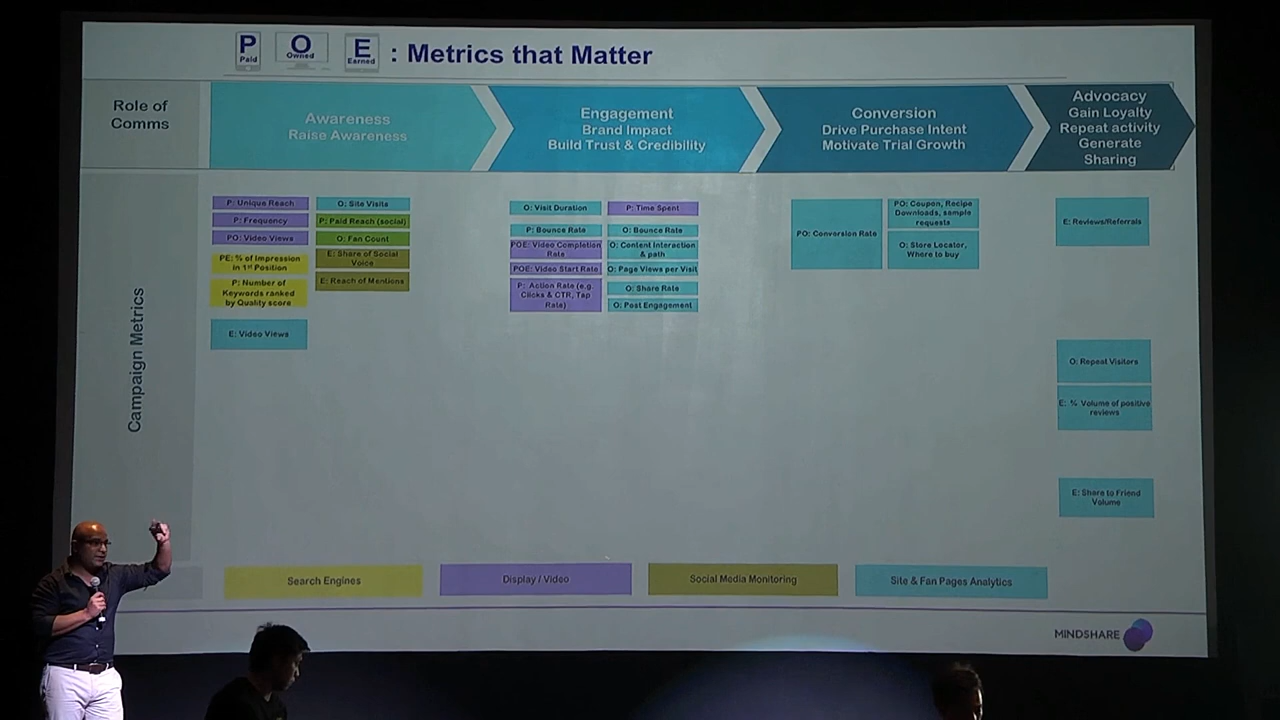 P O E : Metrics that Matter
Paid Owned Earned
Role of
Comms
Awareness
Raise Awareness
Engagement
Brand Impact
Build Trust & Credibility
Conversion
Drive Purchase Intent
Motivate Trial Growth
Advocacy
Gain Loyalty
Repeat activity
Generate
Sharing
Campaign Metrics
P: Unique Reach
P: Frequency
PO: Video Views
PE: % of Impression
in 1st Position
P: Number of
Keywords ranked
by Quality score
E: Video Views
O: Site Visits
P: Paid Reach (social)
O: Fan Count
E: Share of Social
Voice
E: Reach of Mentions
O: Visit Duration
P: Bounce Rate
POE: Video Completion
Rate
POE: Video Start Rate
P: Action Rate (e.g.
Clicks & CTR, Tap
Rate)
P: Time Spent
O: Bounce Rate
O: Content Interaction
& path
O: Page Views per Visit
O: Share Rate
O: Post Engagement
PO: Conversion Rate
PO: Coupon, Recipe
Downloads, sample
requests
O: Store Locator,
Where to buy
E: Reviews/Referrals
O: Repeat Visitors
E: % Volume of positive
reviews
E: Share to Friend
Volume
Search Engines
Display / Video
Social Media Monitoring
Site & Fan Pages Analytics
MINDSHARE